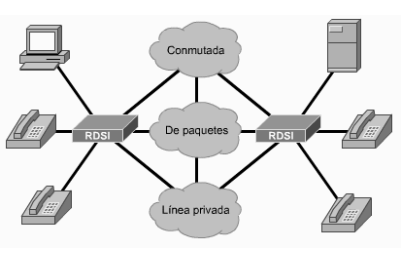 Conmutada
RDSI
De paquetes
RDSI
Línea privada